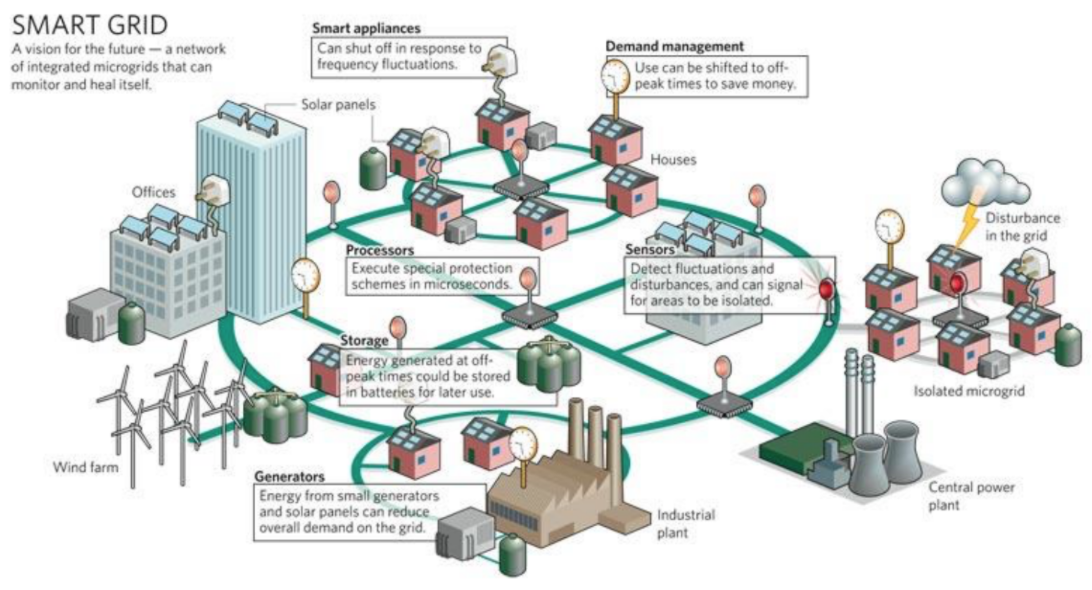 SMART GRID
A vision for the future — a network
of integrated microgrids that can
monitor and heal itself.
Smart appliances
Can shut off in response to
frequency fluctuations.
Demand management
Use can be shifted to off-
peak times to save money.
Solar panels
Houses
Offices
Disturbance
in the grid
Processors
Execute special protection
schemes in microseconds.
Sensors
Detect fluctuations and
disturbances, and can signal
for areas to be isolated.
Storage
Energy generated at off-
peak times could be stored
in batteries for later use.
Isolated microgrid
Wind farm
Generators
Energy from small generators
and solar panels can reduce
overall demand on the grid.
Industrial
plant
Central power
plant